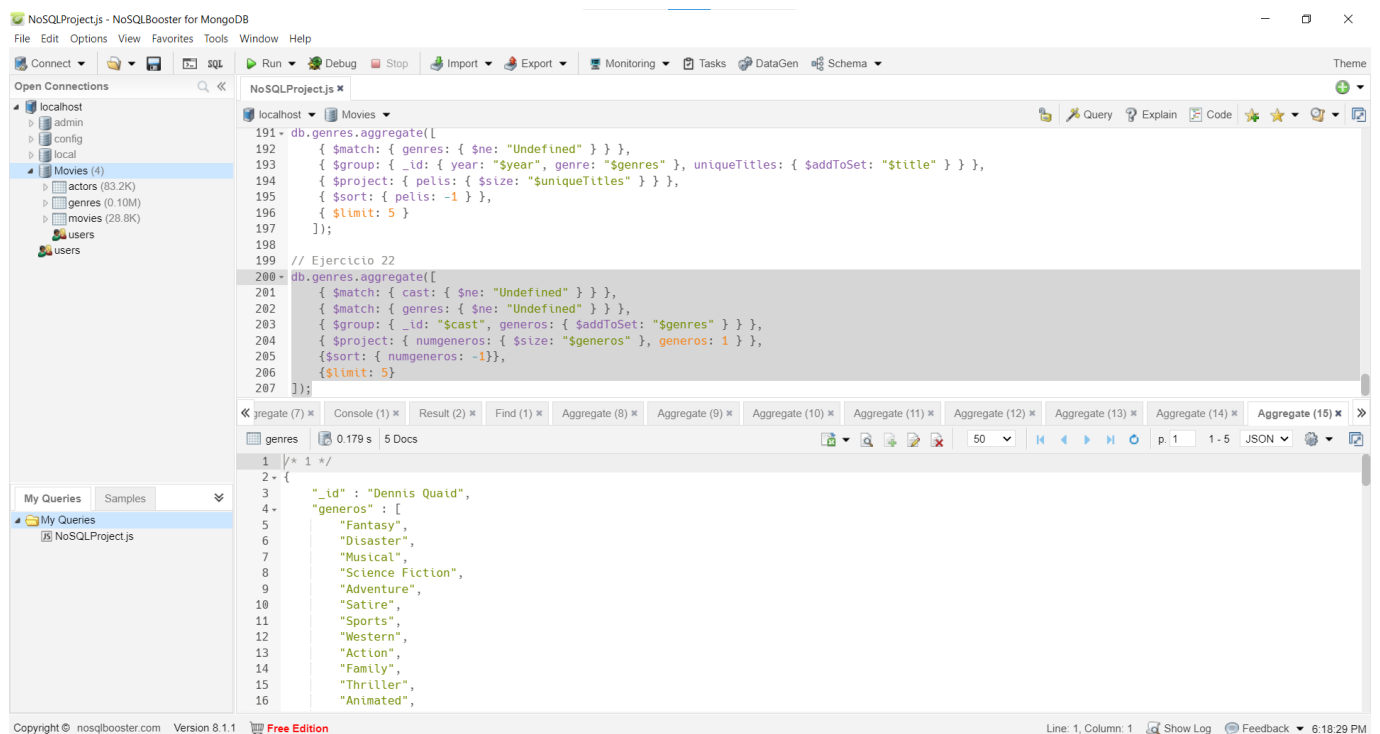 NoSQLProject.js - NoSQLBooster for MongoDB
File Edit Options View Favorites Tools Window Help
Connect SQL Run Debug Stop Import Export Monitoring Tasks DataGen Schema Theme
Open Connections
localhost
admin
config
local
Movies (4)
actors (83.2K)
genres (0.10M)
movies (28.8K)
users
users
My Queries Samples
My Queries
JS NoSQLProject.js
NoSQLProject.js
localhost Movies Query Explain Code
191 db.genres.aggregate([
192 { $match: { genres: { $ne: "Undefined" } } },
193 { $group: { _id: { year: "$year", genre: "$genres" }, uniqueTitles: { $addToSet: "$title" } } },
194 { $project: { pelis: { $size: "$uniqueTitles" } } },
195 { $sort: { pelis: -1 } },
196 { $limit: 5 }
197 ]);
198
199 // Ejercicio 22
200 db.genres.aggregate([
201 { $match: { cast: { $ne: "Undefined" } } },
202 { $match: { genres: { $ne: "Undefined" } } },
203 { $group: { _id: "$cast", generos: { $addToSet: "$genres" } } },
204 { $project: { numgeneros: { $size: "$generos" }, generos: 1 } },
205 {$sort: { numgeneros: -1}},
206 {$limit: 5}
207 ]);
gregate (7) Console (1) Result (2) Find (1) Aggregate (8) Aggregate (9) Aggregate (10) Aggregate (11) Aggregate (12) Aggregate (13) Aggregate (14) Aggregate (15)
genres 0.179 s 5 Docs 50 p. 1 1 - 5 JSON
1 /* 1 */
2 {
3 "_id" : "Dennis Quaid",
4 "generos" : [
5 "Fantasy",
6 "Disaster",
7 "Musical",
8 "Science Fiction",
9 "Adventure",
10 "Satire",
11 "Sports",
12 "Western",
13 "Action",
14 "Family",
15 "Thriller",
16 "Animated",
Copyright © nosqlbooster.com Version 8.1.1 Free Edition Line: 1, Column: 1 Show Log Feedback 6:18:29 PM